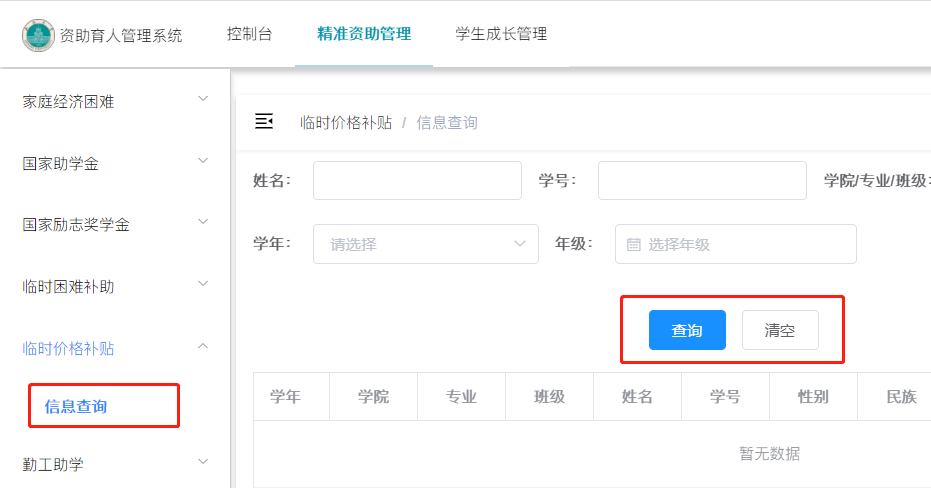 资助育人管理系统 控制台 精准资助管理 学生成长管理
家庭经济困难
国家助学金
国家励志奖学金
临时困难补助
临时价格补贴
信息查询
勤工助学
临时价格补贴 / 信息查询
姓名： 学号： 学院/专业/班级：
学年： 请选择 年级： 选择年级
查询 清空
学年 学院 专业 班级 姓名 学号 性别 民族
暂无数据